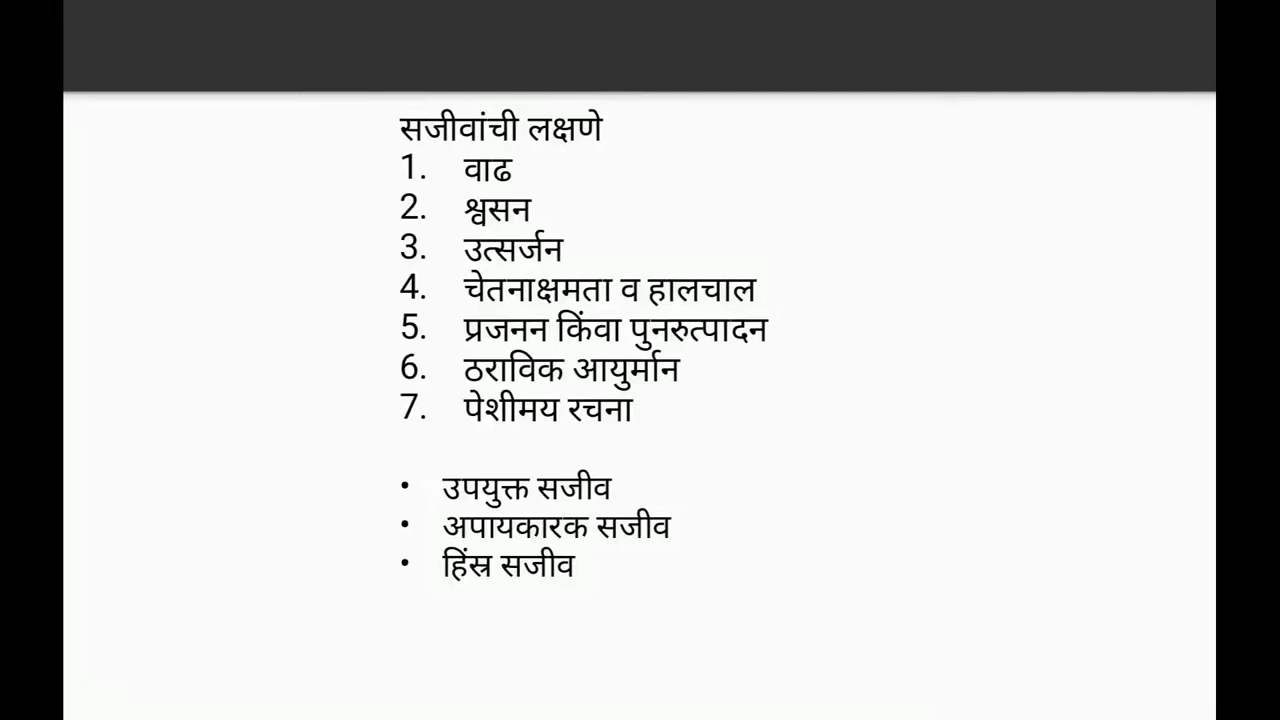 सजीवांची लक्षणे
1. वाढ
2. श्वसन
3. उत्सर्जन
4. चेतनाक्षमता व हालचाल
5. प्रजनन किंवा पुनरुत्पादन
6. ठराविक आयुर्मान
7. पेशीमय रचना
• उपयुक्त सजीव
• अपायकारक सजीव
• हिंस्र सजीव